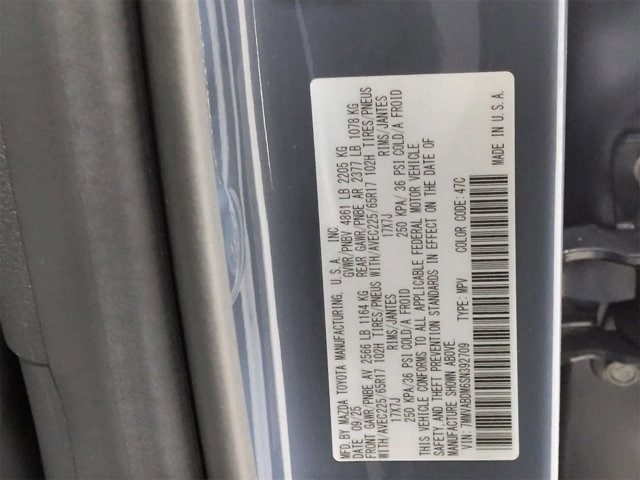 MFD.BY MAZDA TOYOTA MANUFACTURING, U.S.A., INC.
DATE 09/25 GVWR/PNBV 4861 LB 2205 KG
FRONT GAWR/PNBE AV 2566 LB 1164 KG REAR GAWR/PNBE AR 2377 LB 1078 KG
WITH/AVEC225/65R17 102H TIRES/PNEUS WITH/AVEC225/65R17 102H TIRES/PNEUS
17X7J RIMS/JANTES 17X7J RIMS/JANTES
250 KPA/36 PSI COLD/A FROID 250 KPA/ 36 PSI COLD/A FROID
THIS VEHICLE CONFORMS TO ALL APPLICABLE FEDERAL MOTOR VEHICLE
SAFETY,AND THEFT PREVENTION STANDARDS IN EFFECT ON THE DATE OF
MANUFACTURE SHOWN ABOVE.
VIN: TYPE: MPV COLOR CODE: 47C
MADE IN U.S.A.